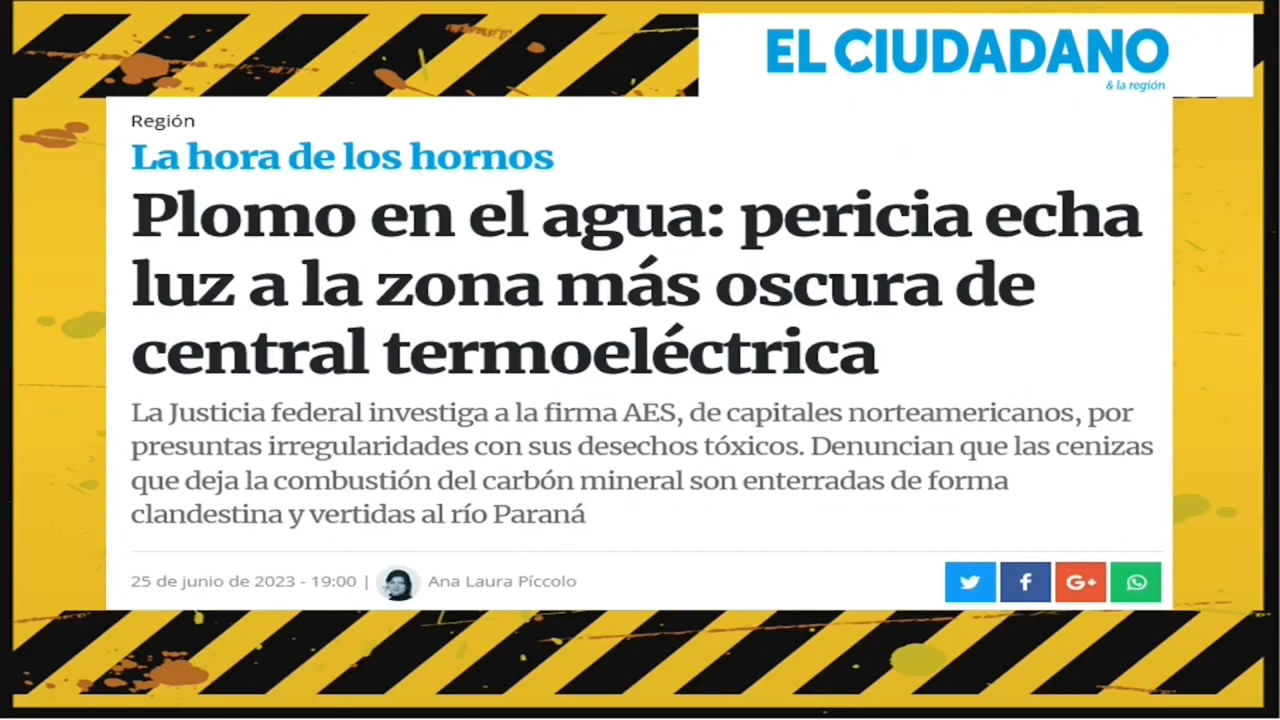 EL CIUDADANO
& la región
Región
La hora de los hornos
Plomo en el agua: pericia echa
luz a la zona más oscura de
central termoeléctrica
La Justicia federal investiga a la firma AES, de capitales norteamericanos, por
presuntas irregularidades con sus desechos tóxicos. Denuncian que las cenizas
que deja la combustión del carbón mineral son enterradas de forma
clandestina y vertidas al río Paraná
25 de junio de 2023 - 19:00 | Ana Laura Píccolo